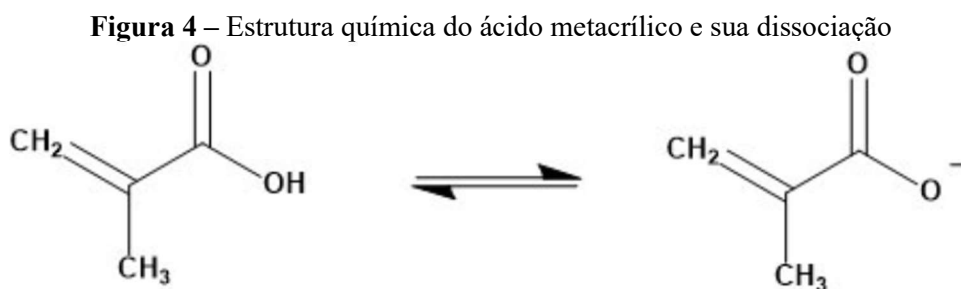 Figura 4 – Estrutura química do ácido metacrílico e sua dissociação
O
CH₂
OH
CH₃
O
CH₂
O⁻
CH₃